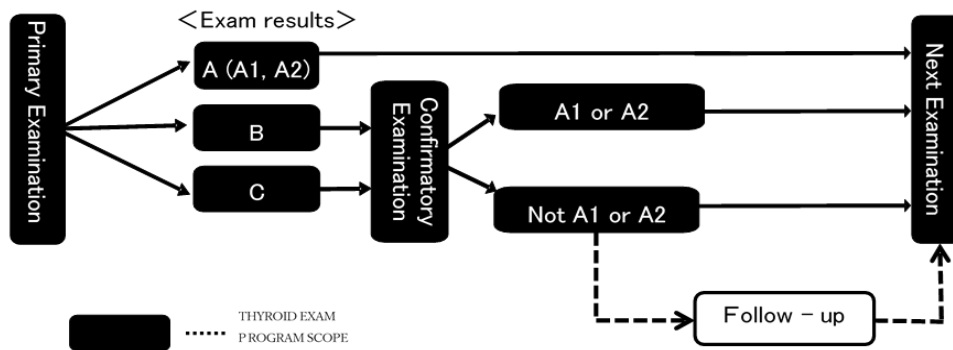 <Exam results>
Primary Examination
A (A1, A2)
B
C
Confirmatory
Examination
A1 or A2
Not A1 or A2
Next Examination
Follow - up
THYROID EXAM
PROGRAM SCOPE